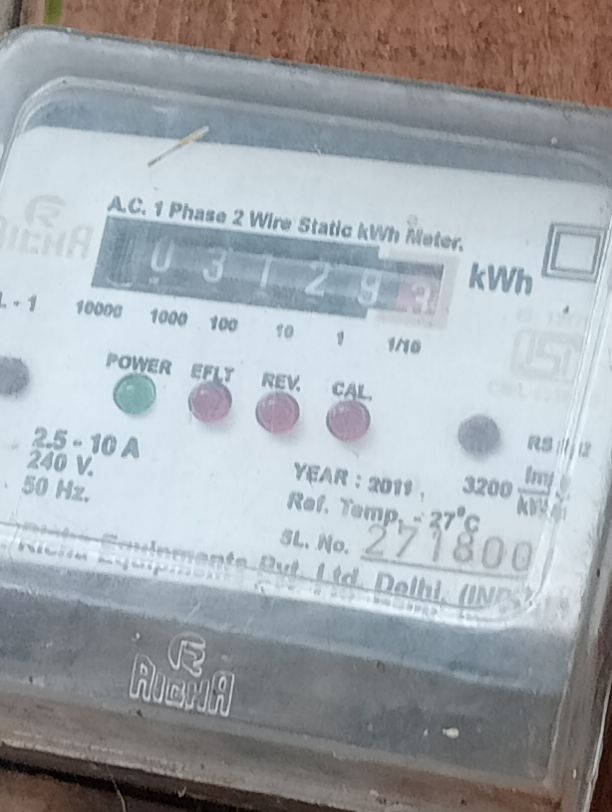 A.C. 1 Phase 2 Wire Static kWh Meter.
RICHA
0 3 1 2 9 3 kWh
L - 1
10000 1000 100 10 1 1/10
POWER EFLT REV. CAL.
2.5 - 10 A
240 V.
50 Hz.
YEAR : 2011
3200
Ref. Temp. - 27°C
SL. No. 271800
Richa Equipments Pvt. Ltd. Delhi.
RICHA